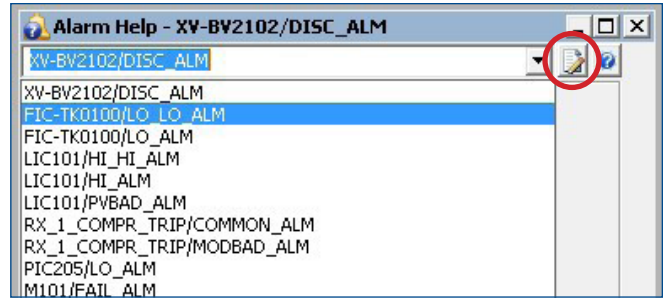 Alarm Help - XV-BV2102/DISC_ALM
XV-BV2102/DISC_ALM
XV-BV2102/DISC_ALM
FIC-TK0100/LO_LO_ALM
FIC-TK0100/LO_ALM
LIC101/HI_HI_ALM
LIC101/HI_ALM
LIC101/PVBAD_ALM
RX_1_COMPR_TRIP/COMMON_ALM
RX_1_COMPR_TRIP/MODBAD_ALM
PIC205/LO_ALM
M101/FAIL_ALM